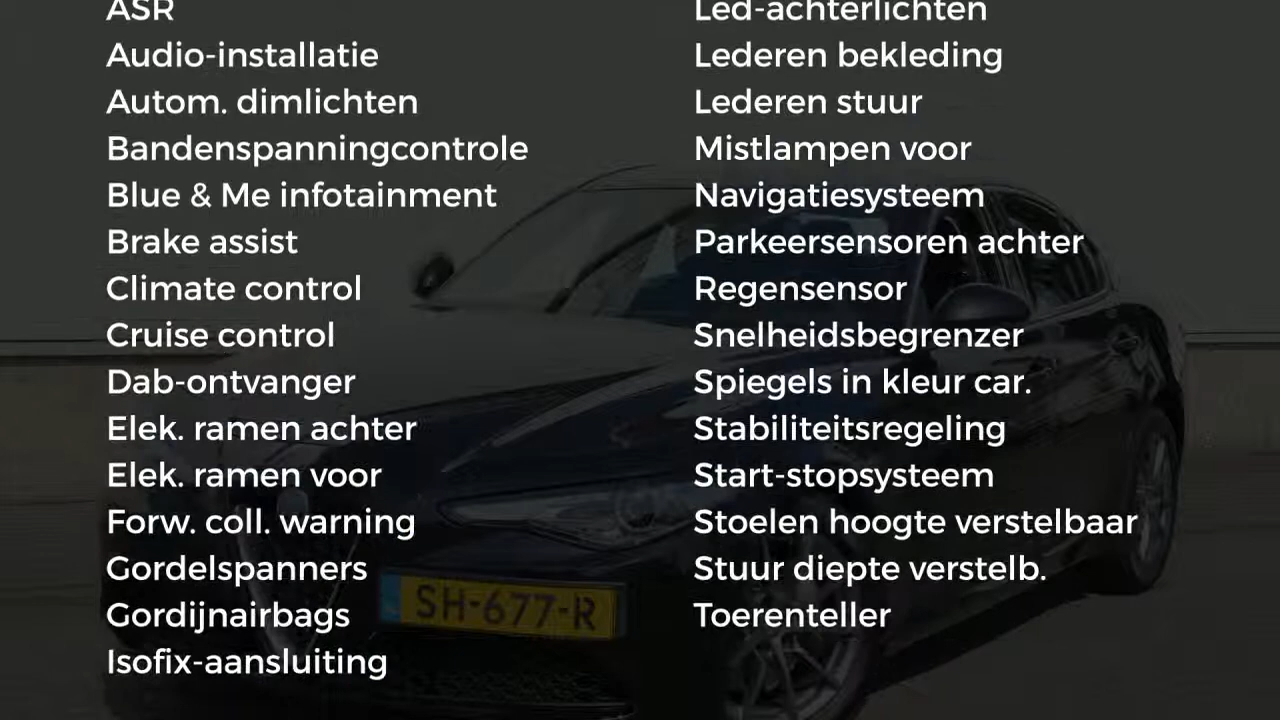 ASR
Audio-installatie
Autom. dimlichten
Bandenspanningcontrole
Blue & Me infotainment
Brake assist
Climate control
Cruise control
Dab-ontvanger
Elek. ramen achter
Elek. ramen voor
Forw. coll. warning
Gordelspanners
Gordijnairbags
Isofix-aansluiting
Led-achterlichten
Lederen bekleding
Lederen stuur
Mistlampen voor
Navigatiesysteem
Parkeersensoren achter
Regensensor
Snelheidsbegrenzer
Spiegels in kleur car.
Stabiliteitsregeling
Start-stopsysteem
Stoelen hoogte verstelbaar
Stuur diepte verstelb.
Toerenteller
SH-677-R